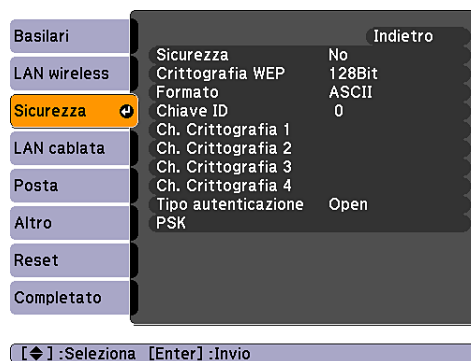 Basilari
LAN wireless
Sicurezza
LAN cablata
Posta
Altro
Reset
Completato
Indietro
Sicurezza No
Crittografia WEP 128Bit
Formato ASCII
Chiave ID 0
Ch. Crittografia 1
Ch. Crittografia 2
Ch. Crittografia 3
Ch. Crittografia 4
Tipo autenticazione Open
PSK
[◆] :Seleziona [Enter] :Invio